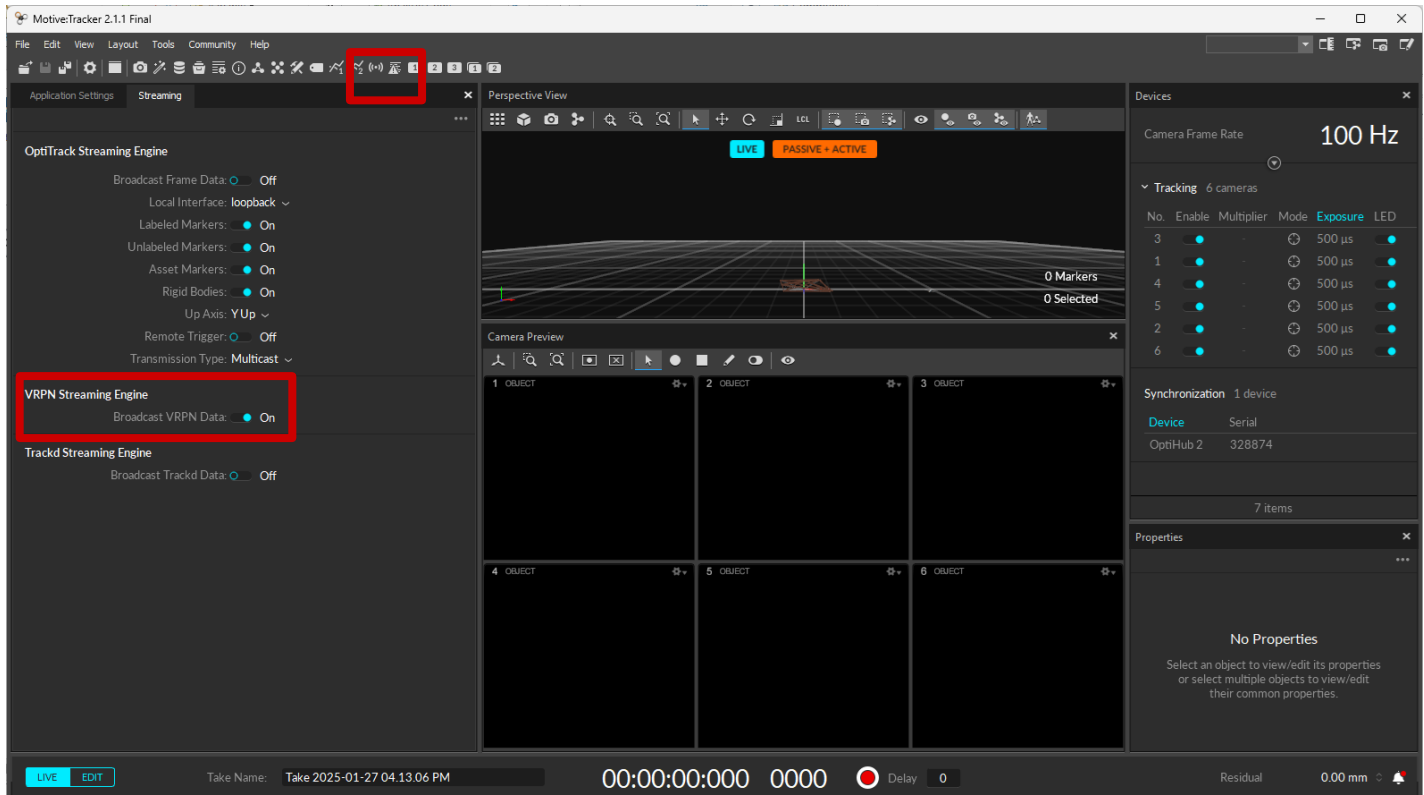 Motive:Tracker 2.1.1 Final
File Edit View Layout Tools Community Help
1 2 3 1 2
Application Settings Streaming
OptiTrack Streaming Engine
Broadcast Frame Data: Off
Local Interface: loopback
Labeled Markers: On
Unlabeled Markers: On
Asset Markers: On
Rigid Bodies: On
Up Axis: Y Up
Remote Trigger: Off
Transmission Type: Multicast
VRPN Streaming Engine
Broadcast VRPN Data: On
Trackd Streaming Engine
Broadcast Trackd Data: Off
Perspective View
LCL
LIVE PASSIVE + ACTIVE
0 Markers
0 Selected
Camera Preview
1 OBJECT 2 OBJECT 3 OBJECT
4 OBJECT 5 OBJECT 6 OBJECT
Devices
Camera Frame Rate 100 Hz
Tracking 6 cameras
No. Enable Multiplier Mode Exposure LED
3 - 500 µs
1 - 500 µs
4 - 500 µs
5 - 500 µs
2 - 500 µs
6 - 500 µs
Synchronization 1 device
Device Serial
OptiHub 2 328874
7 items
Properties
No Properties
Select an object to view/edit its properties
or select multiple objects to view/edit
their common properties.
LIVE EDIT Take Name: Take 2025-01-27 04.13.06 PM 00:00:00:000 0000 Delay 0 Residual 0.00 mm